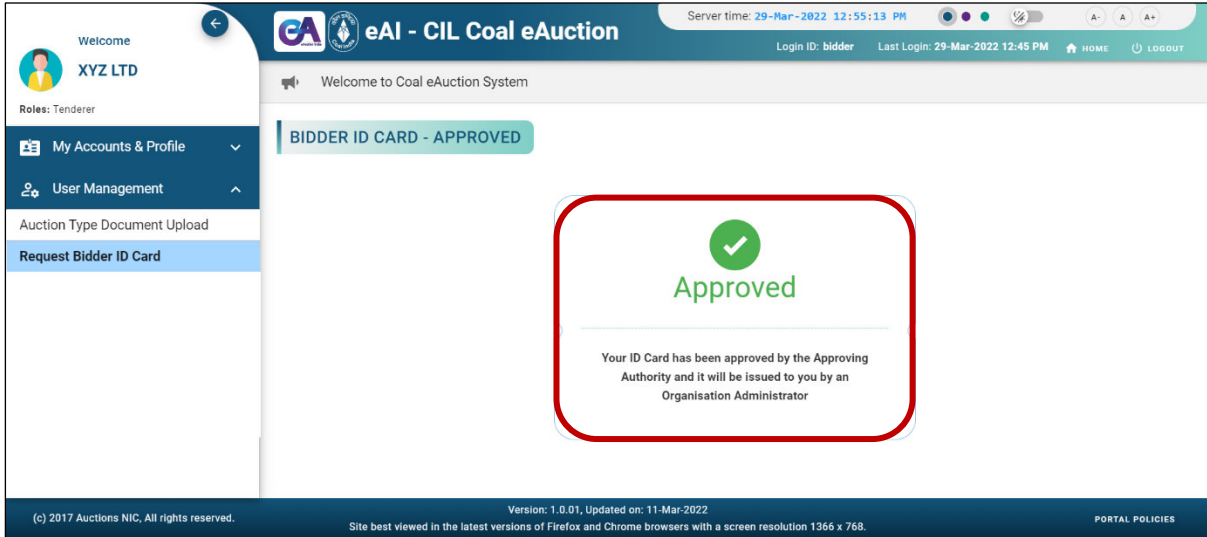 Welcome
XYZ LTD
Roles: Tenderer
My Accounts & Profile
User Management
Auction Type Document Upload
Request Bidder ID Card
eAI - CIL Coal eAuction
Server time: 29-Mar-2022 12:55:13 PM
A- A A+
Login ID: bidder Last Login: 29-Mar-2022 12:45 PM HOME LOGOUT
Welcome to Coal eAuction System
BIDDER ID CARD - APPROVED
Approved
Your ID Card has been approved by the Approving
Authority and it will be issued to you by an
Organisation Administrator
(c) 2017 Auctions NIC, All rights reserved.
Version: 1.0.01, Updated on: 11-Mar-2022
Site best viewed in the latest versions of Firefox and Chrome browsers with a screen resolution 1366 x 768.
PORTAL POLICIES